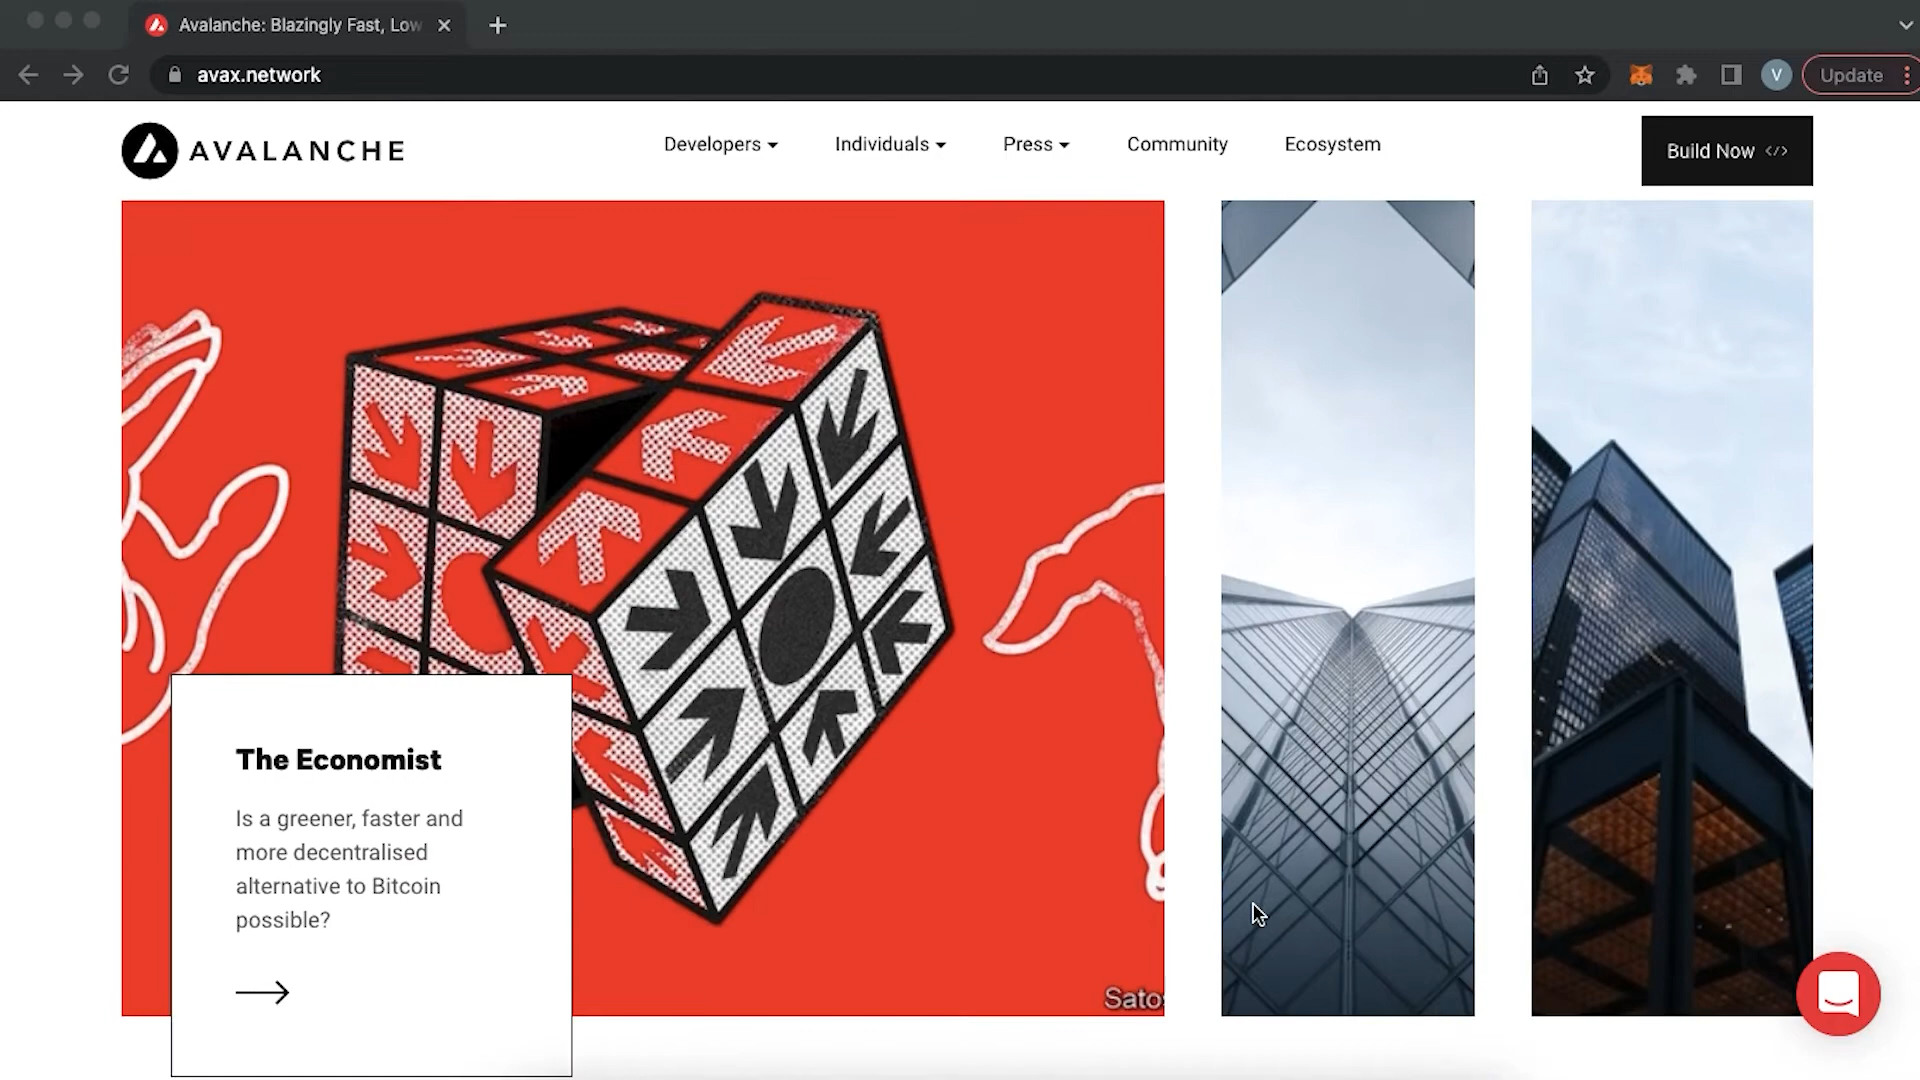 Avalanche: Blazingly Fast, Low
avax.network
V
Update
AVALANCHE
Developers
Individuals
Press
Community
Ecosystem
Build Now </>
The Economist
Is a greener, faster and
more decentralised
alternative to Bitcoin
possible?
Satos